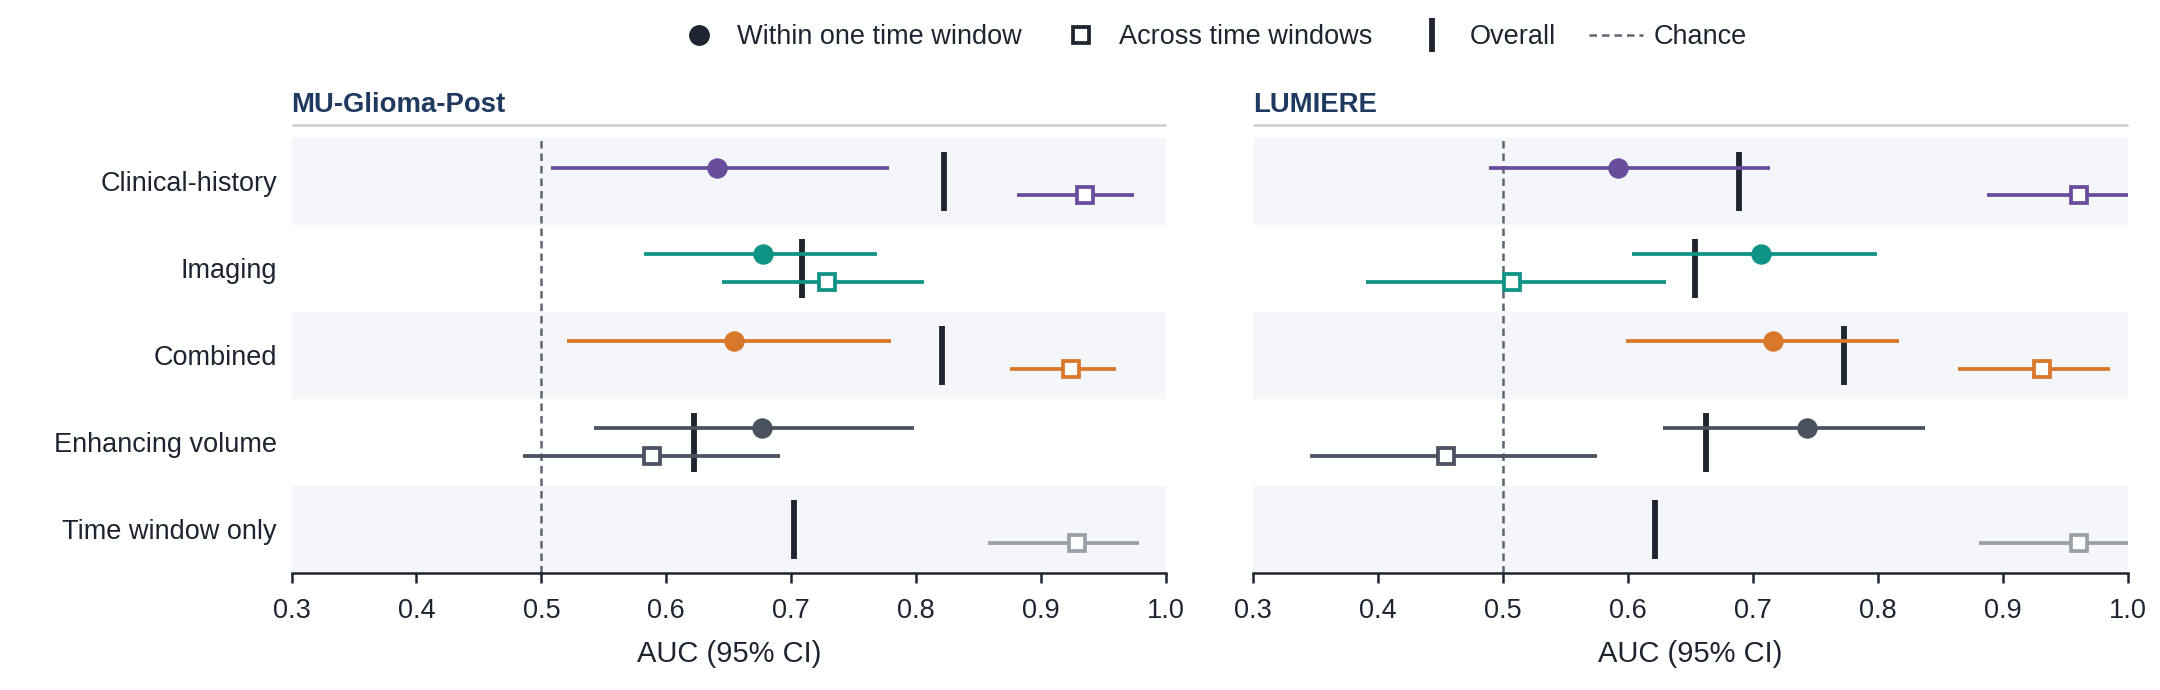 Within one time window
Across time windows
Overall
Chance
MU-Glioma-Post
LUMIERE
Clinical-history
Imaging
Combined
Enhancing volume
Time window only
0.3 0.4 0.5 0.6 0.7 0.8 0.9 1.0
0.3 0.4 0.5 0.6 0.7 0.8 0.9 1.0
AUC (95% CI)
AUC (95% CI)